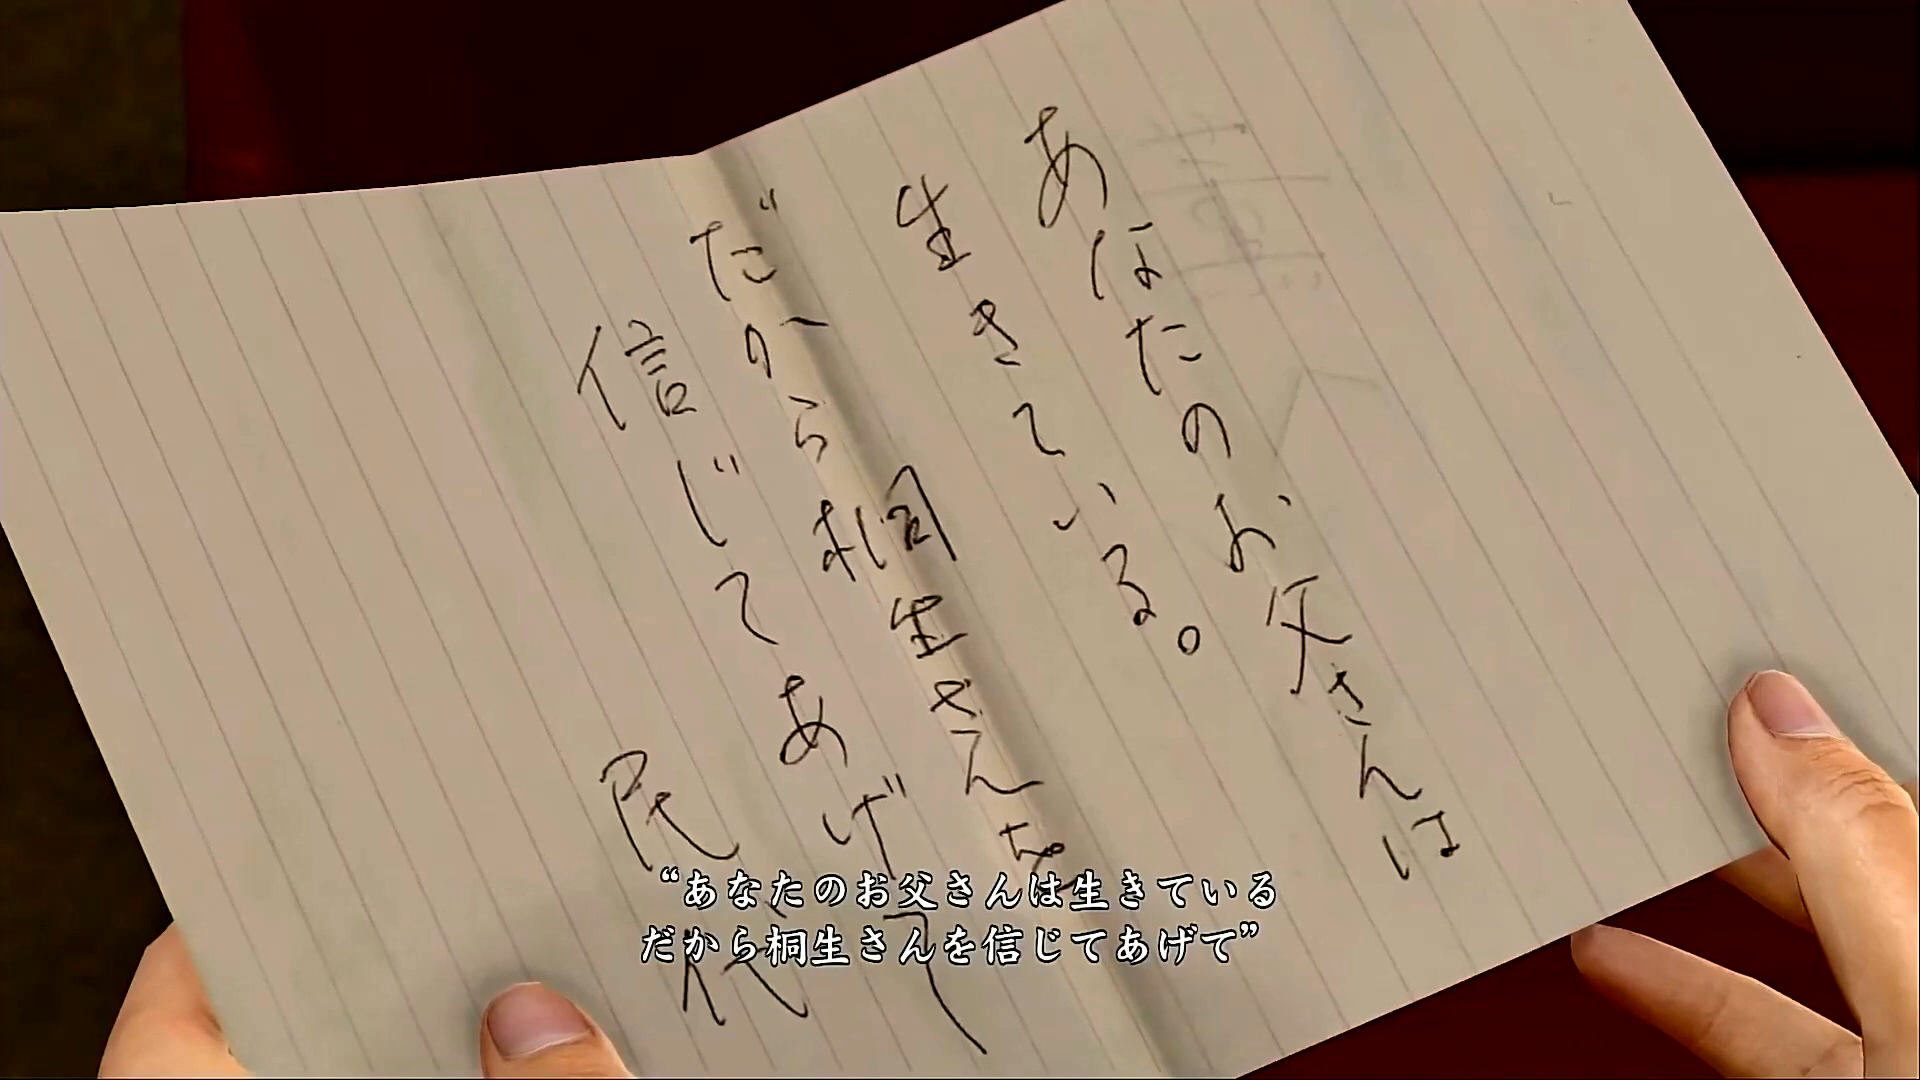 あなたのお父さんは
生きている。
だから桐生さんを
信じてあげて
民代
“あなたのお父さんは生きている
だから桐生さんを信じてあげて”